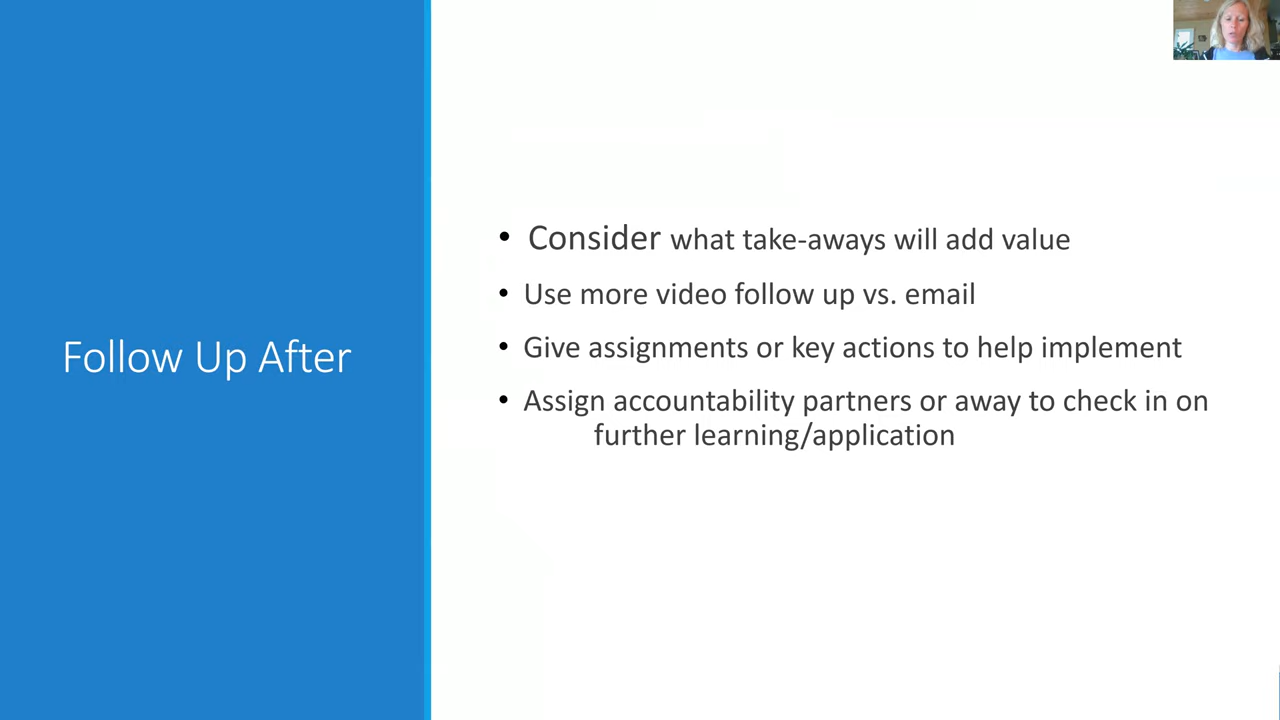 Follow Up After
• Consider what take-aways will add value
• Use more video follow up vs. email
• Give assignments or key actions to help implement
• Assign accountability partners or away to check in on
further learning/application